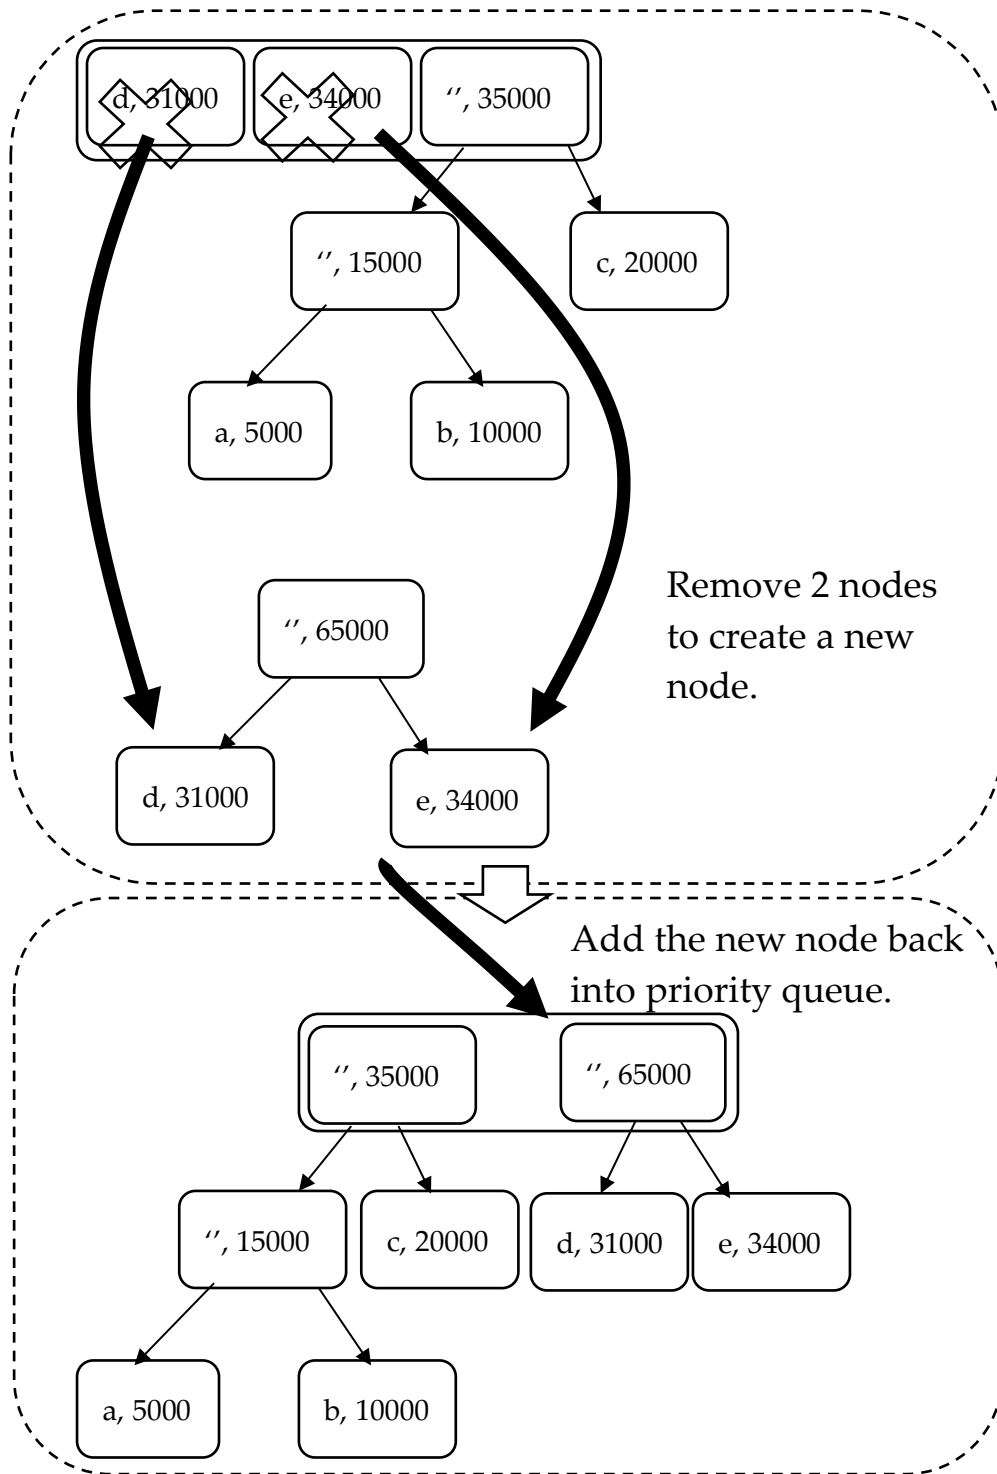 d, 31000
e, 34000
‘’, 35000
‘’, 15000
c, 20000
a, 5000
b, 10000
Remove 2 nodes
to create a new
node.
‘’, 65000
d, 31000
e, 34000
Add the new node back
into priority queue.
‘’, 35000
‘’, 65000
‘’, 15000
c, 20000
d, 31000
e, 34000
a, 5000
b, 10000